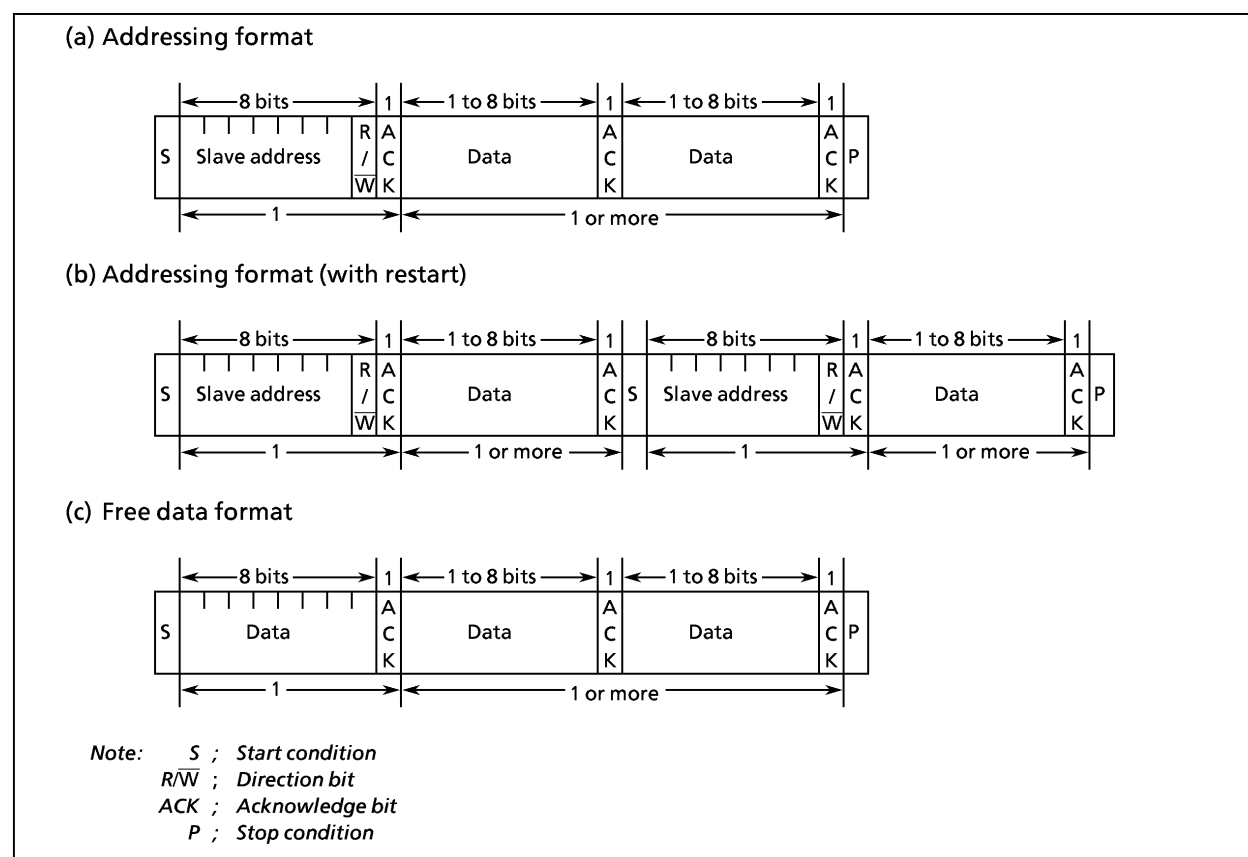 (a) Addressing format
8 bits 1 1 to 8 bits 1 1 to 8 bits 1
S Slave address R/W̅ ACK Data ACK Data ACK P
1 1 or more
(b) Addressing format (with restart)
8 bits 1 1 to 8 bits 1 8 bits 1 1 to 8 bits 1
S Slave address R/W̅ ACK Data ACK S Slave address R/W̅ ACK Data ACK P
1 1 or more 1 1 or more
(c) Free data format
8 bits 1 1 to 8 bits 1 1 to 8 bits 1
S Data ACK Data ACK Data ACK P
1 1 or more
Note: S ; Start condition
R/W̅ ; Direction bit
ACK ; Acknowledge bit
P ; Stop condition